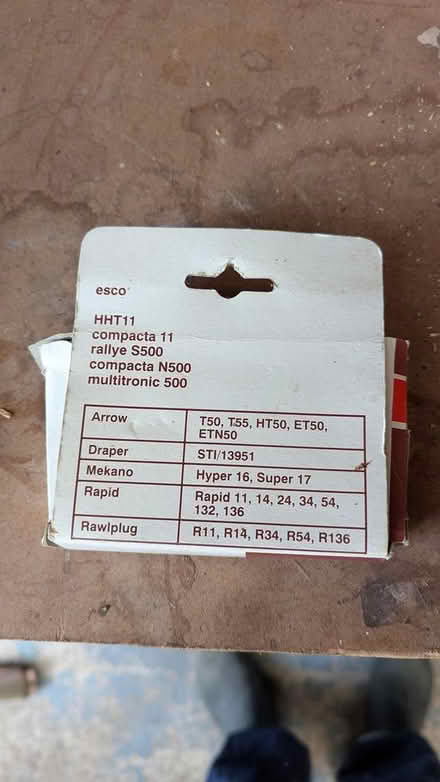 esco
HHT11
compacta 11
rallye S500
compacta N500
multitronic 500
Arrow T50, T55, HT50, ET50,
ETN50
Draper STI/13951
Mekano Hyper 16, Super 17
Rapid Rapid 11, 14, 24, 34, 54,
132, 136
Rawlplug R11, R14, R34, R54, R136